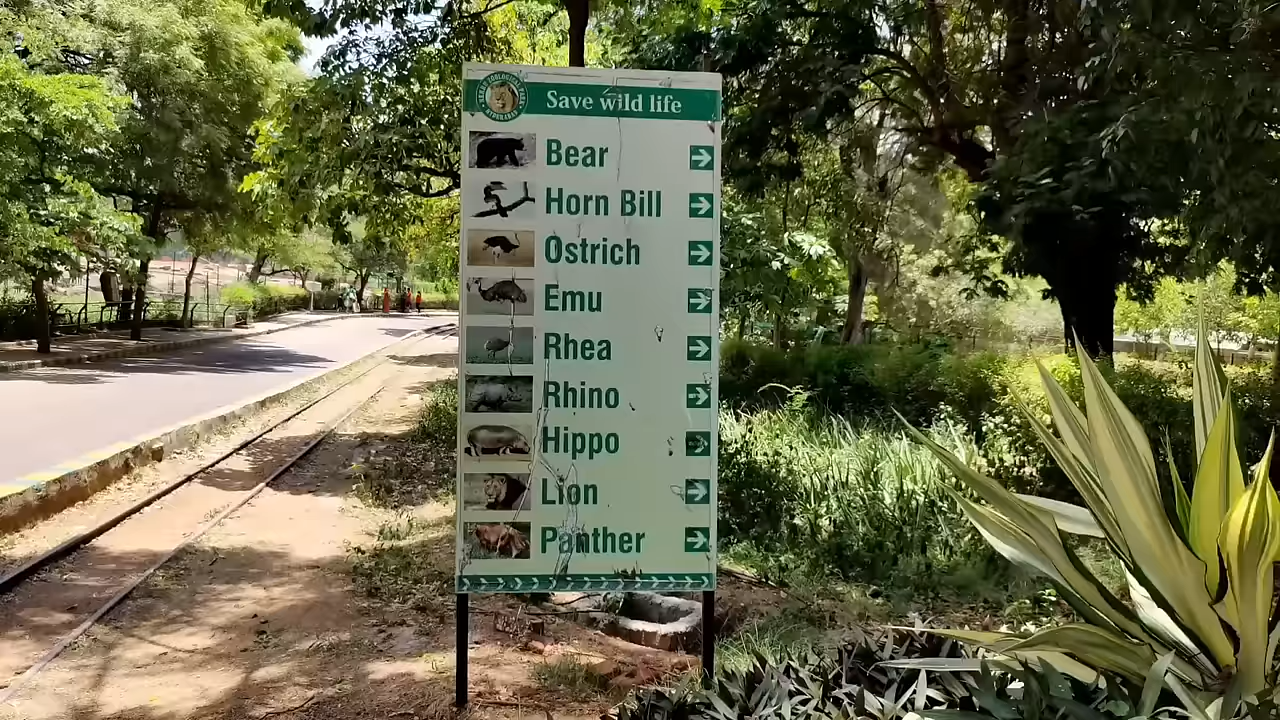 Save wild life
Bear
Horn Bill
Ostrich
Emu
Rhea
Rhino
Hippo
Lion
Panther